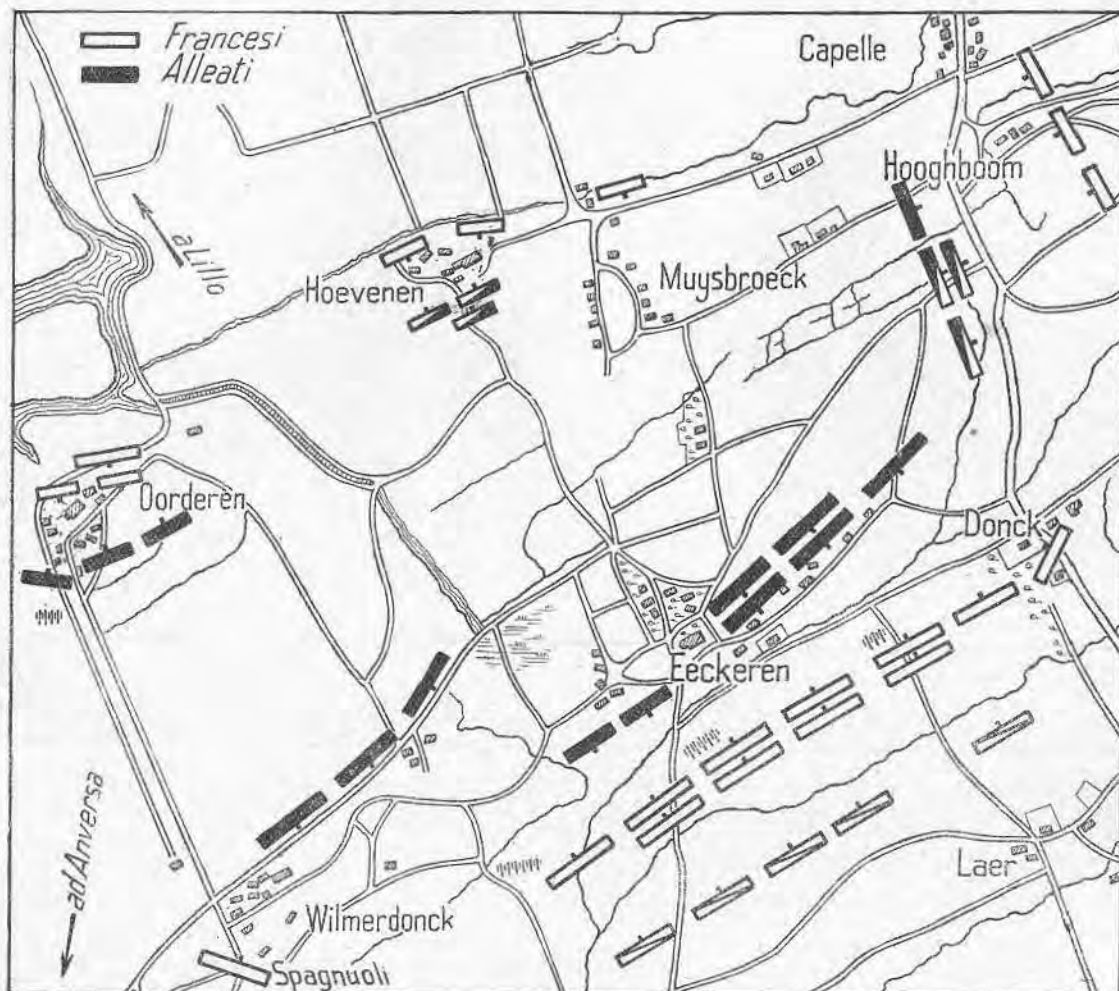 Francesi
Alleati
Capelle
Hooghboom
a Lillo
Hoevenen
Muysbroeck
Oorderen
Donck
Eeckeren
ad Anversa
Laer
Wilmerdonck
Spagnuoli